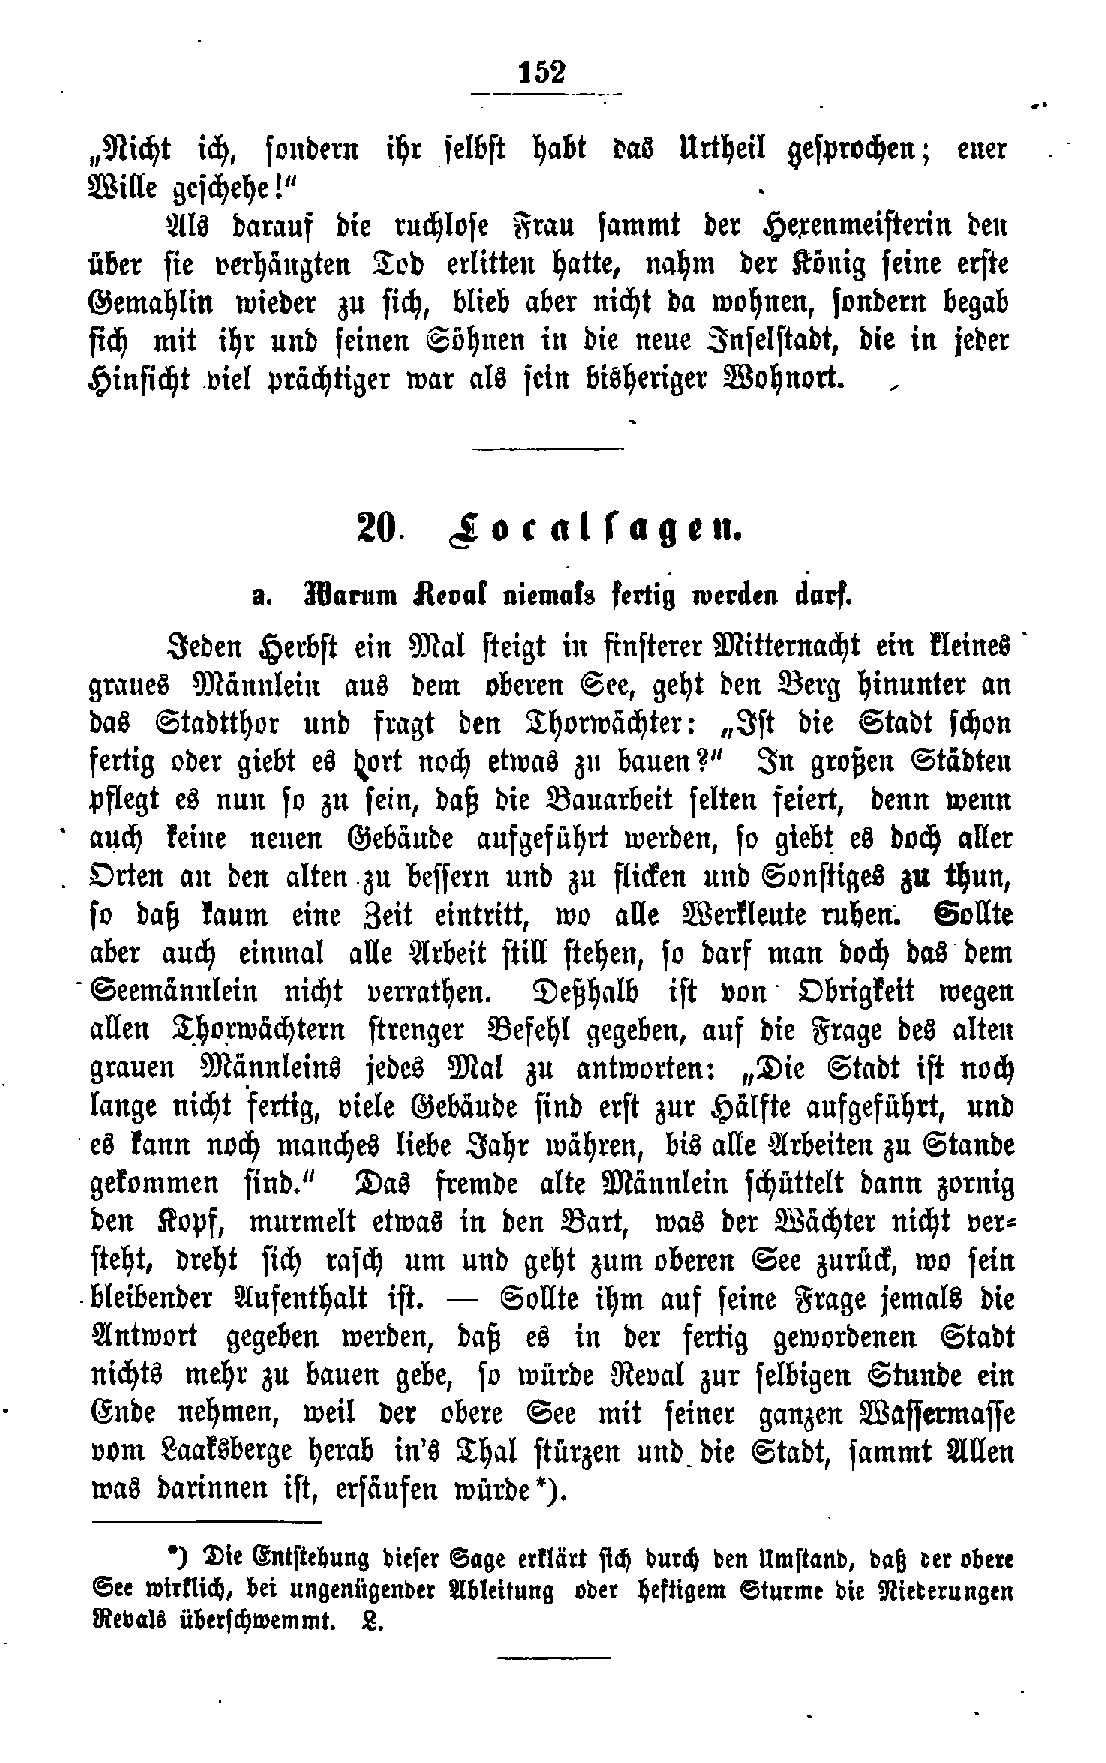 152
„Nicht ich, sondern ihr selbst habt das Urtheil gesprochen; euer
Wille geschehe!“
Als darauf die ruchlose Frau sammt der Hexenmeisterin den
über sie verhängten Tod erlitten hatte, nahm der König seine erste
Gemahlin wieder zu sich, blieb aber nicht da wohnen, sondern begab
sich mit ihr und seinen Söhnen in die neue Inselstadt, die in jeder
Hinsicht viel prächtiger war als sein bisheriger Wohnort.
20. Localsagen.
a. Warum Reval niemals fertig werden darf.
Jeden Herbst ein Mal steigt in finsterer Mitternacht ein kleines
graues Männlein aus dem oberen See, geht den Berg hinunter an
das Stadtthor und fragt den Thorwächter: „Ist die Stadt schon
fertig oder giebt es dort noch etwas zu bauen?“ In großen Städten
pflegt es nun so zu sein, daß die Bauarbeit selten feiert, denn wenn
auch keine neuen Gebäude aufgeführt werden, so giebt es doch aller
Orten an den alten zu bessern und zu flicken und Sonstiges zu thun,
so daß kaum eine Zeit eintritt, wo alle Werkleute ruhen. Sollte
aber auch einmal alle Arbeit still stehen, so darf man doch das dem
Seemännlein nicht verrathen. Deßhalb ist von Obrigkeit wegen
allen Thorwächtern strenger Befehl gegeben, auf die Frage des alten
grauen Männleins jedes Mal zu antworten: „Die Stadt ist noch
lange nicht fertig, viele Gebäude sind erst zur Hälfte aufgeführt, und
es kann noch manches liebe Jahr währen, bis alle Arbeiten zu Stande
gekommen sind.“ Das fremde alte Männlein schüttelt dann zornig
den Kopf, murmelt etwas in den Bart, was der Wächter nicht ver-
steht, dreht sich rasch um und geht zum oberen See zurück, wo sein
bleibender Aufenthalt ist. — Sollte ihm auf seine Frage jemals die
Antwort gegeben werden, daß es in der fertig gewordenen Stadt
nichts mehr zu bauen gebe, so würde Reval zur selbigen Stunde ein
Ende nehmen, weil der obere See mit seiner ganzen Wassermasse
vom Laaksberge herab in's Thal stürzen und die Stadt, sammt Allen
was darinnen ist, ersäufen würde*).
*) Die Entstehung dieser Sage erklärt sich durch den Umstand, daß der obere
See wirklich, bei ungenügender Ableitung oder heftigem Sturme die Niederungen
Revals überschwemmt. L.